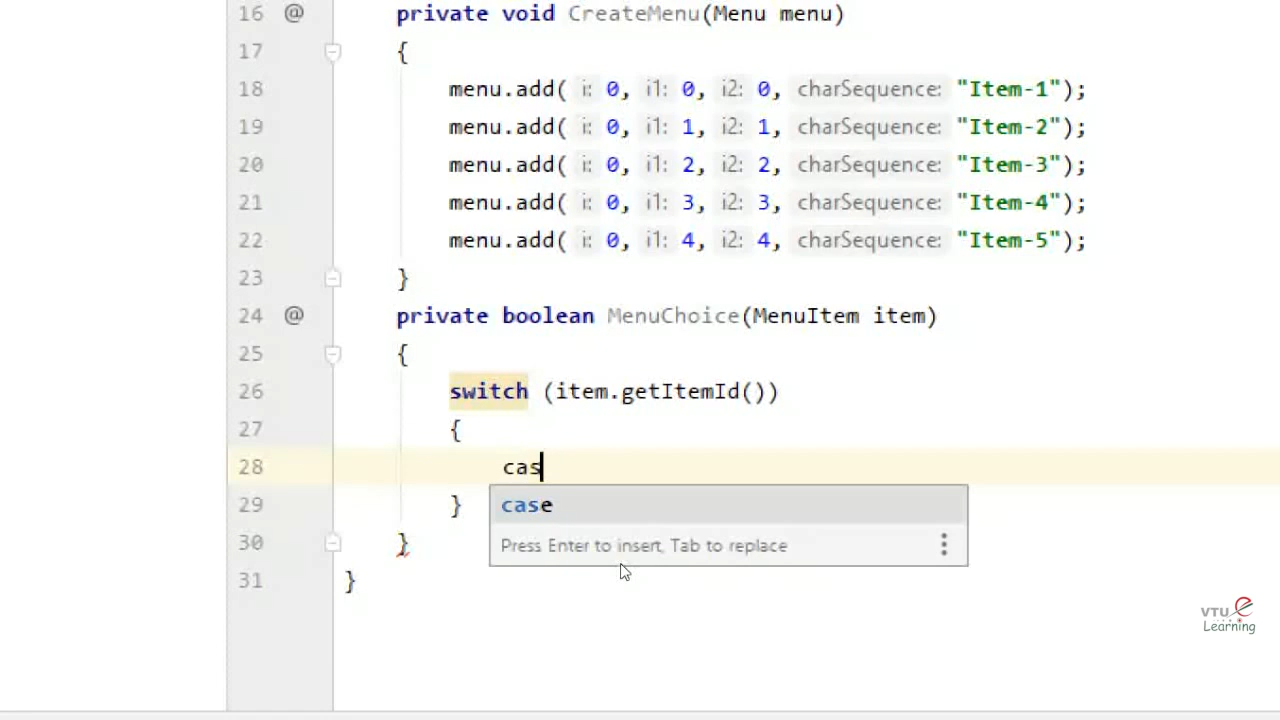 16 @ private void CreateMenu(Menu menu)
17 {
18 menu.add( i: 0, i1: 0, i2: 0, charSequence: "Item-1");
19 menu.add( i: 0, i1: 1, i2: 1, charSequence: "Item-2");
20 menu.add( i: 0, i1: 2, i2: 2, charSequence: "Item-3");
21 menu.add( i: 0, i1: 3, i2: 3, charSequence: "Item-4");
22 menu.add( i: 0, i1: 4, i2: 4, charSequence: "Item-5");
23 }
24 @ private boolean MenuChoice(MenuItem item)
25 {
26 switch (item.getItemId())
27 {
28 cas
case
29 }
Press Enter to insert, Tab to replace
30 }
31 }
VTU e
Learning